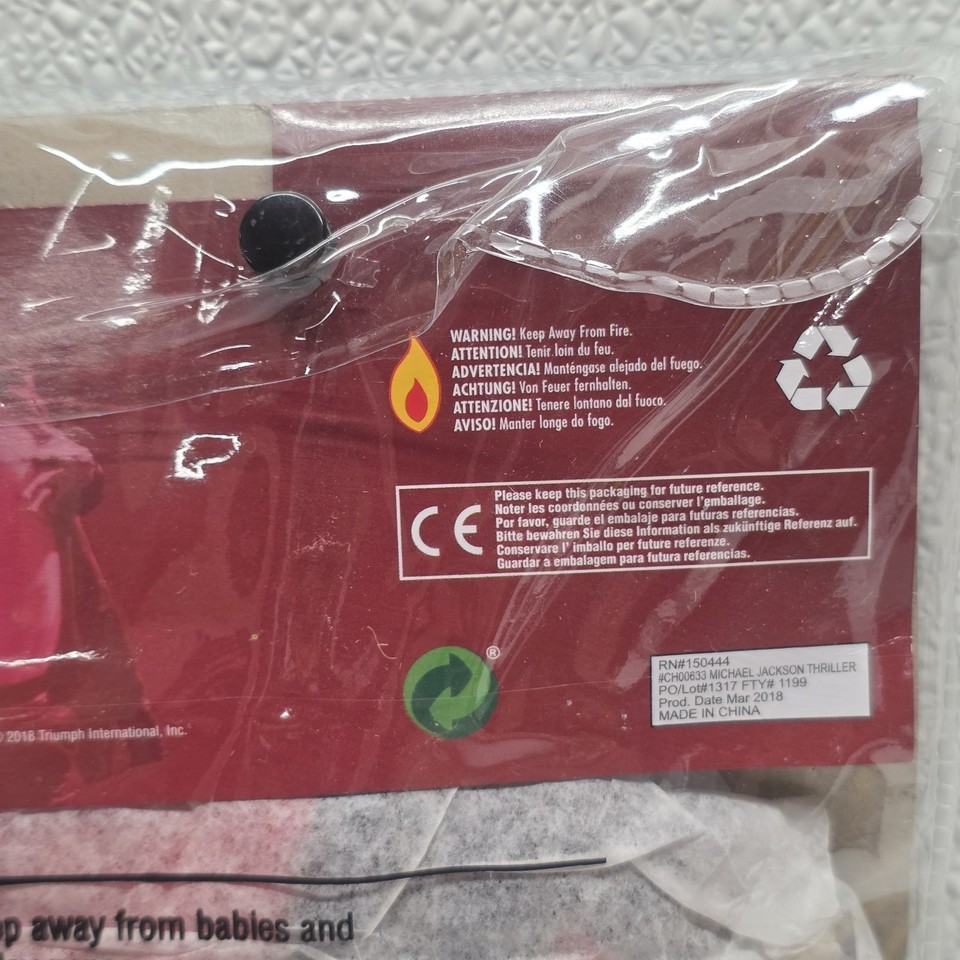 WARNING! Keep Away From Fire.
ATTENTION! Tenir loin du feu.
ADVERTENCIA! Manténgase alejado del fuego.
ACHTUNG! Von Feuer fernhalten.
ATTENZIONE! Tenere lontano dal fuoco.
AVISO! Manter longe do fogo.
CE
Please keep this packaging for future reference.
Noter les coordonnées ou conserver l'emballage.
Por favor, guarde el embalaje para futuras referencias.
Bitte bewahren Sie diese Information als zukünftige Referenz auf.
Conservare l' imballo per future referenze.
Guardar a embalagem para futura referencias.
®
RN#150444
#CH00633 MICHAEL JACKSON THRILLER
PO/Lot#1317 FTY# 1199
Prod. Date Mar 2018
MADE IN CHINA
© 2018 Triumph International, Inc.
away from babies and